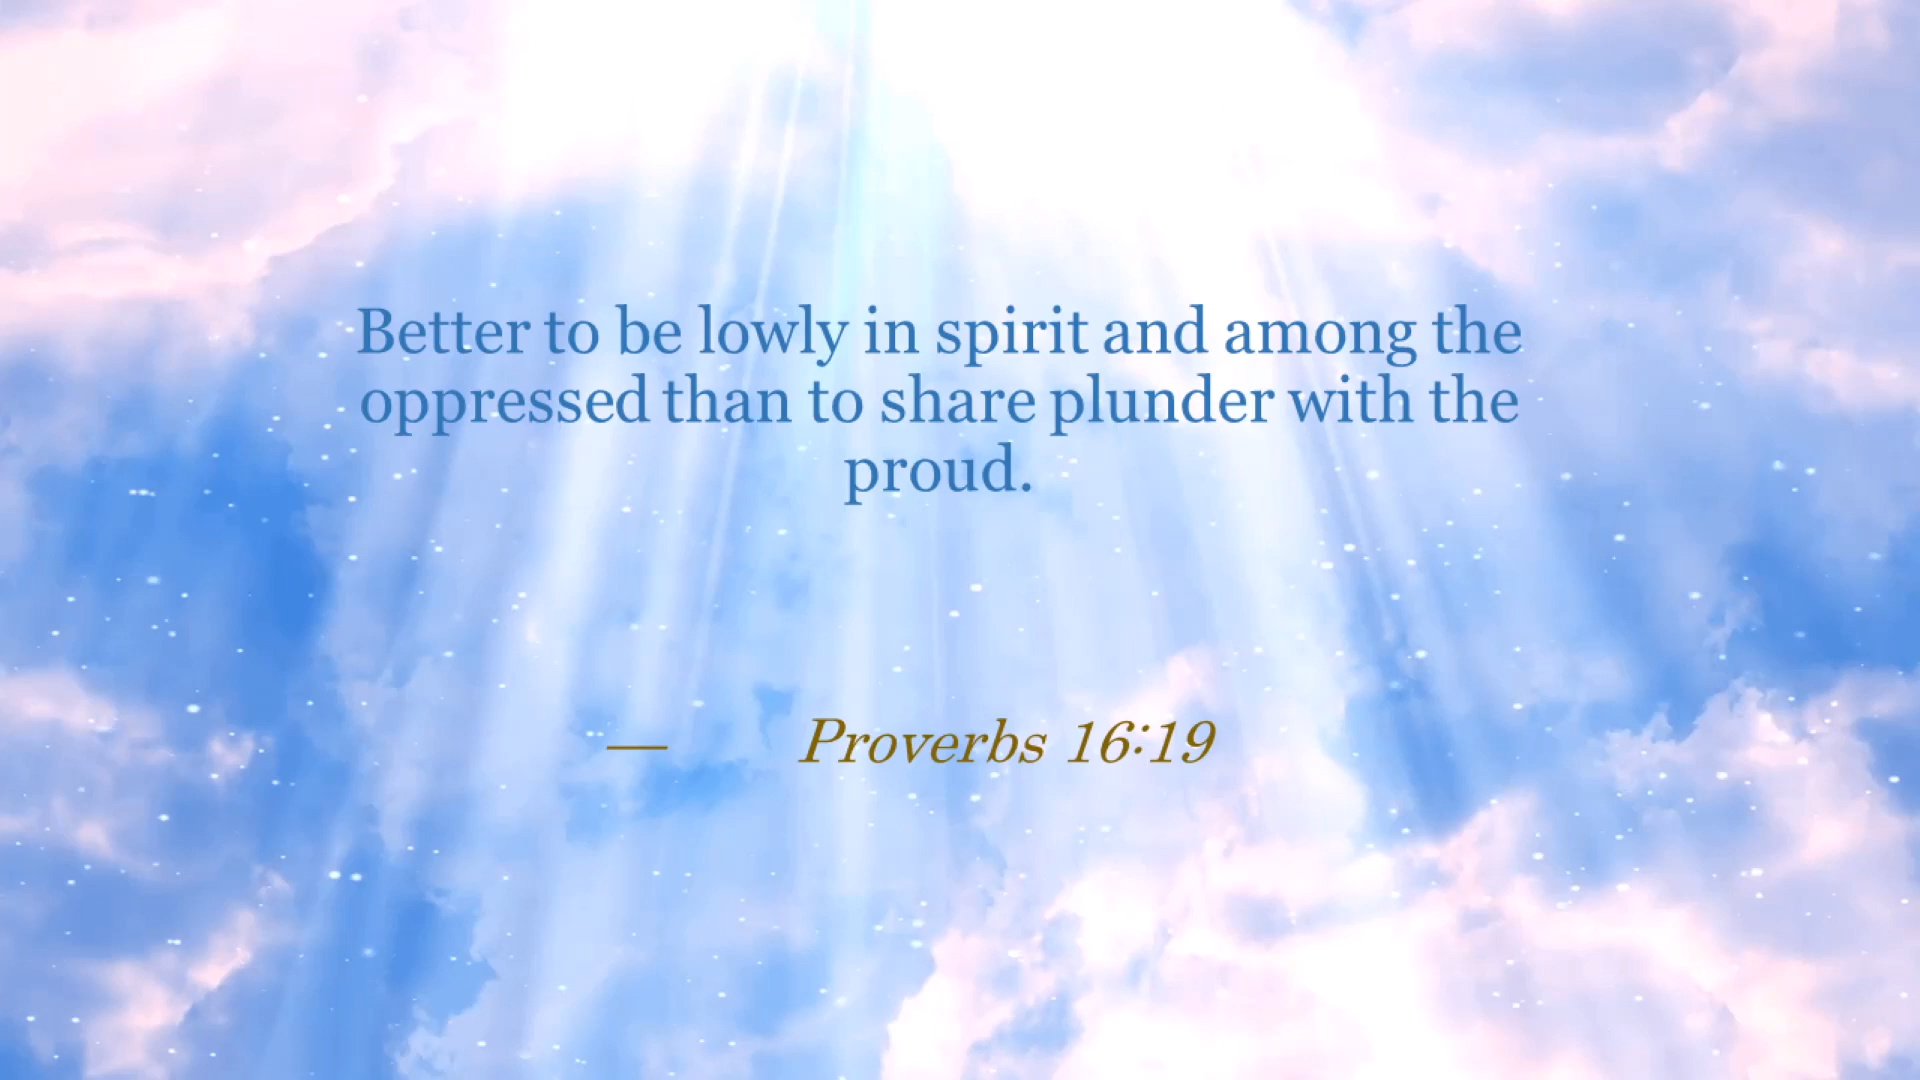 Better to be lowly in spirit and among the
oppressed than to share plunder with the
proud.
— Proverbs 16:19